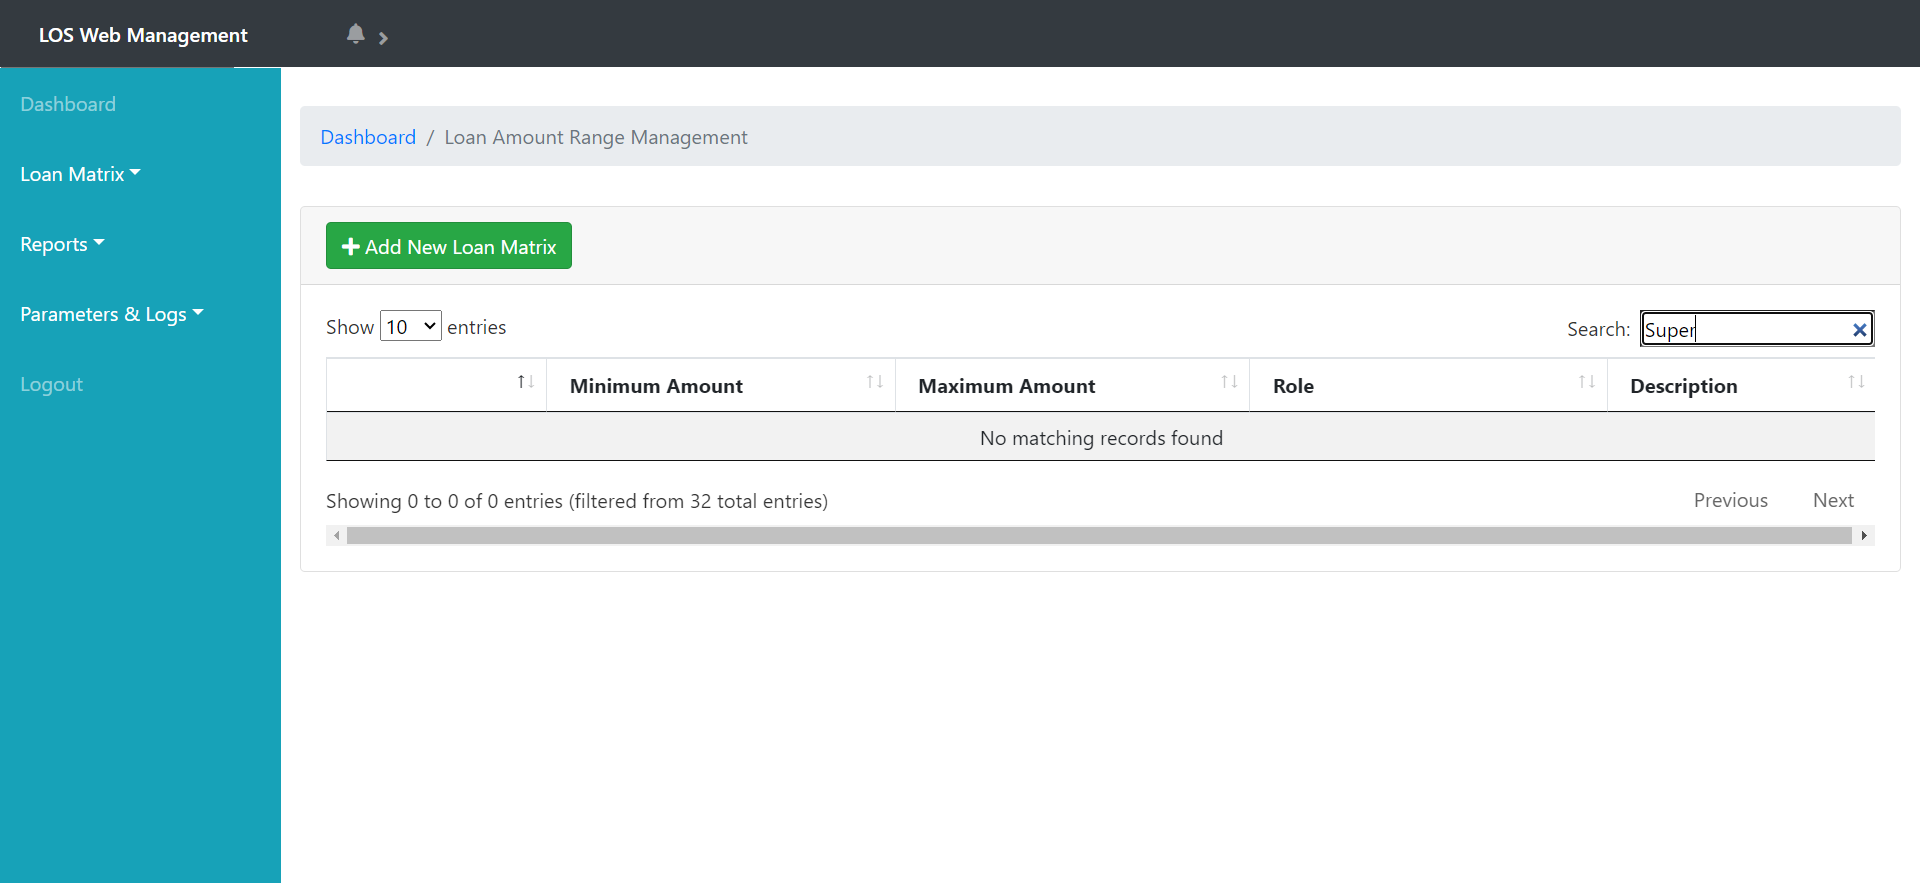 LOS Web Management
Dashboard
Loan Matrix
Reports
Parameters & Logs
Logout
Dashboard / Loan Amount Range Management
Add New Loan Matrix
Show 10 entries
Search: Super
Minimum Amount Maximum Amount Role Description
No matching records found
Showing 0 to 0 of 0 entries (filtered from 32 total entries)
Previous Next